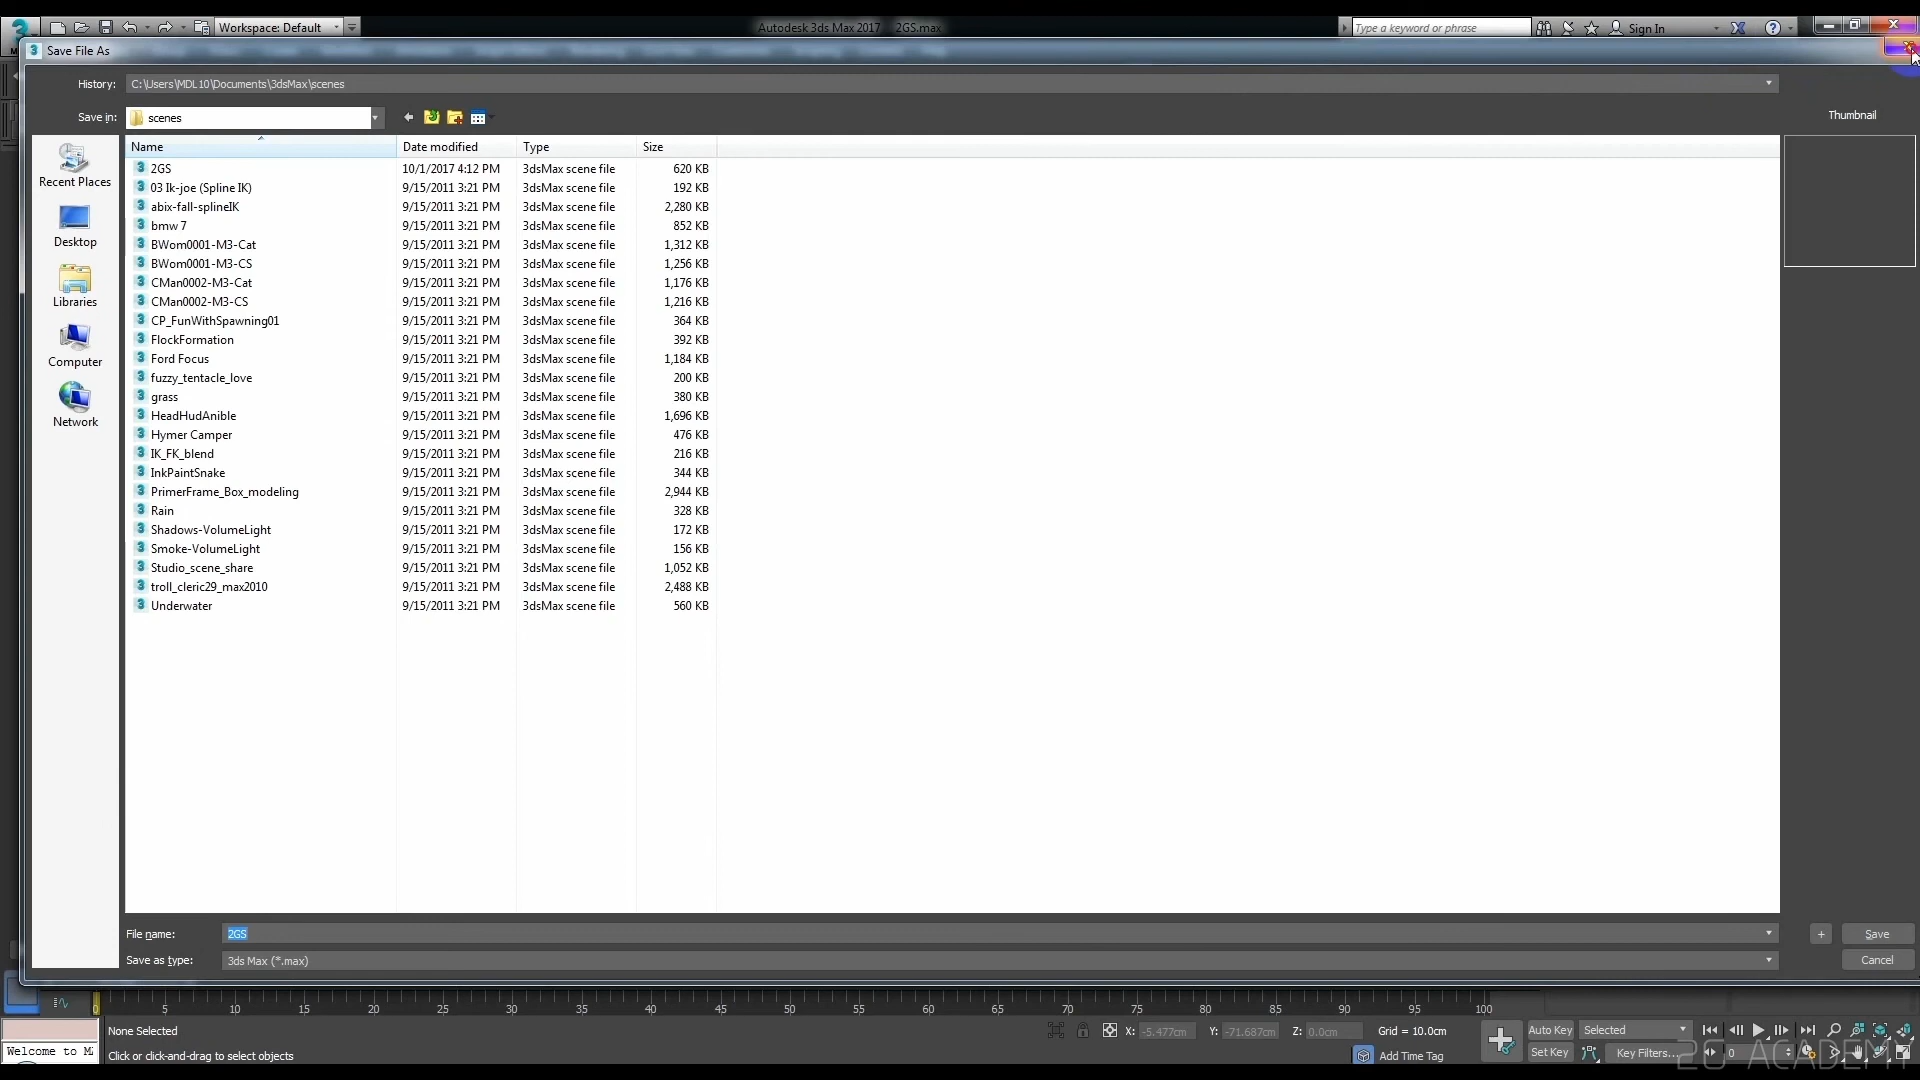 Workspace: Default
Autodesk 3ds Max 2017    2GS.max
Type a keyword or phrase
Sign In
Save File As
History: C:\Users\MDL10\Documents\3dsMax\scenes
Save in: scenes
Thumbnail
Name Date modified Type Size
Recent Places
Desktop
Libraries
Computer
Network
2GS 10/1/2017 4:12 PM 3dsMax scene file 620 KB
03 Ik-joe (Spline IK) 9/15/2011 3:21 PM 3dsMax scene file 192 KB
abix-fall-splineIK 9/15/2011 3:21 PM 3dsMax scene file 2,280 KB
bmw 7 9/15/2011 3:21 PM 3dsMax scene file 852 KB
BWom0001-M3-Cat 9/15/2011 3:21 PM 3dsMax scene file 1,312 KB
BWom0001-M3-CS 9/15/2011 3:21 PM 3dsMax scene file 1,256 KB
CMan0002-M3-Cat 9/15/2011 3:21 PM 3dsMax scene file 1,176 KB
CMan0002-M3-CS 9/15/2011 3:21 PM 3dsMax scene file 1,216 KB
CP_FunWithSpawning01 9/15/2011 3:21 PM 3dsMax scene file 364 KB
FlockFormation 9/15/2011 3:21 PM 3dsMax scene file 392 KB
Ford Focus 9/15/2011 3:21 PM 3dsMax scene file 1,184 KB
fuzzy_tentacle_love 9/15/2011 3:21 PM 3dsMax scene file 200 KB
grass 9/15/2011 3:21 PM 3dsMax scene file 380 KB
HeadHudAnible 9/15/2011 3:21 PM 3dsMax scene file 1,696 KB
Hymer Camper 9/15/2011 3:21 PM 3dsMax scene file 476 KB
IK_FK_blend 9/15/2011 3:21 PM 3dsMax scene file 216 KB
InkPaintSnake 9/15/2011 3:21 PM 3dsMax scene file 344 KB
PrimerFrame_Box_modeling 9/15/2011 3:21 PM 3dsMax scene file 2,944 KB
Rain 9/15/2011 3:21 PM 3dsMax scene file 328 KB
Shadows-VolumeLight 9/15/2011 3:21 PM 3dsMax scene file 172 KB
Smoke-VolumeLight 9/15/2011 3:21 PM 3dsMax scene file 156 KB
Studio_scene_share 9/15/2011 3:21 PM 3dsMax scene file 1,052 KB
troll_cleric29_max2010 9/15/2011 3:21 PM 3dsMax scene file 2,488 KB
Underwater 9/15/2011 3:21 PM 3dsMax scene file 560 KB
File name: 2GS + Save
Save as type: 3ds Max (*.max) Cancel
0 5 10 15 20 25 30 35 40 45 50 55 60 65 70 75 80 85 90 95 100
None Selected X: -5.477cm Y: -71.687cm Z: 0.0cm Grid = 10.0cm Auto Key Selected
Welcome to M Click or click-and-drag to select objects Add Time Tag Set Key Key Filters... 0
2G ACADEMY